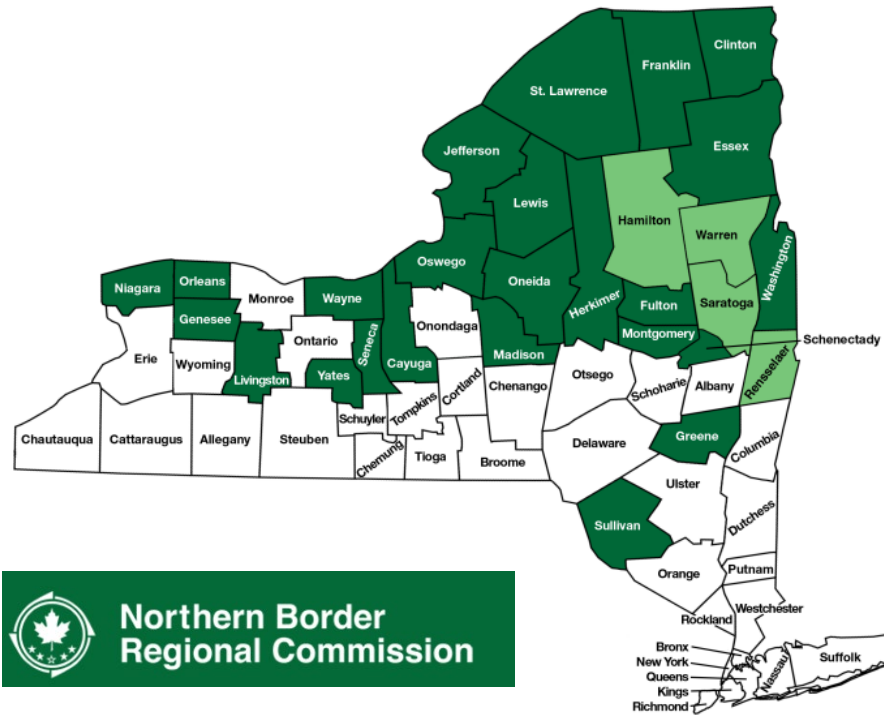 Clinton
Franklin
St. Lawrence
Essex
Jefferson
Lewis
Hamilton
Warren
Washington
Oswego
Oneida
Herkimer
Niagara
Orleans
Monroe
Wayne
Fulton
Saratoga
Genesee
Onondaga
Montgomery
Schenectady
Ontario
Seneca
Cayuga
Madison
Erie
Wyoming
Livingston
Yates
Cortland
Chenango
Otsego
Schoharie
Albany
Rensselaer
Schuyler
Tompkins
Chautauqua
Cattaraugus
Allegany
Steuben
Chemung
Tioga
Broome
Delaware
Greene
Columbia
Ulster
Sullivan
Dutchess
Orange
Putnam
Rockland
Westchester
Bronx
New York
Queens
Kings
Richmond
Nassau
Suffolk
Northern Border
Regional Commission